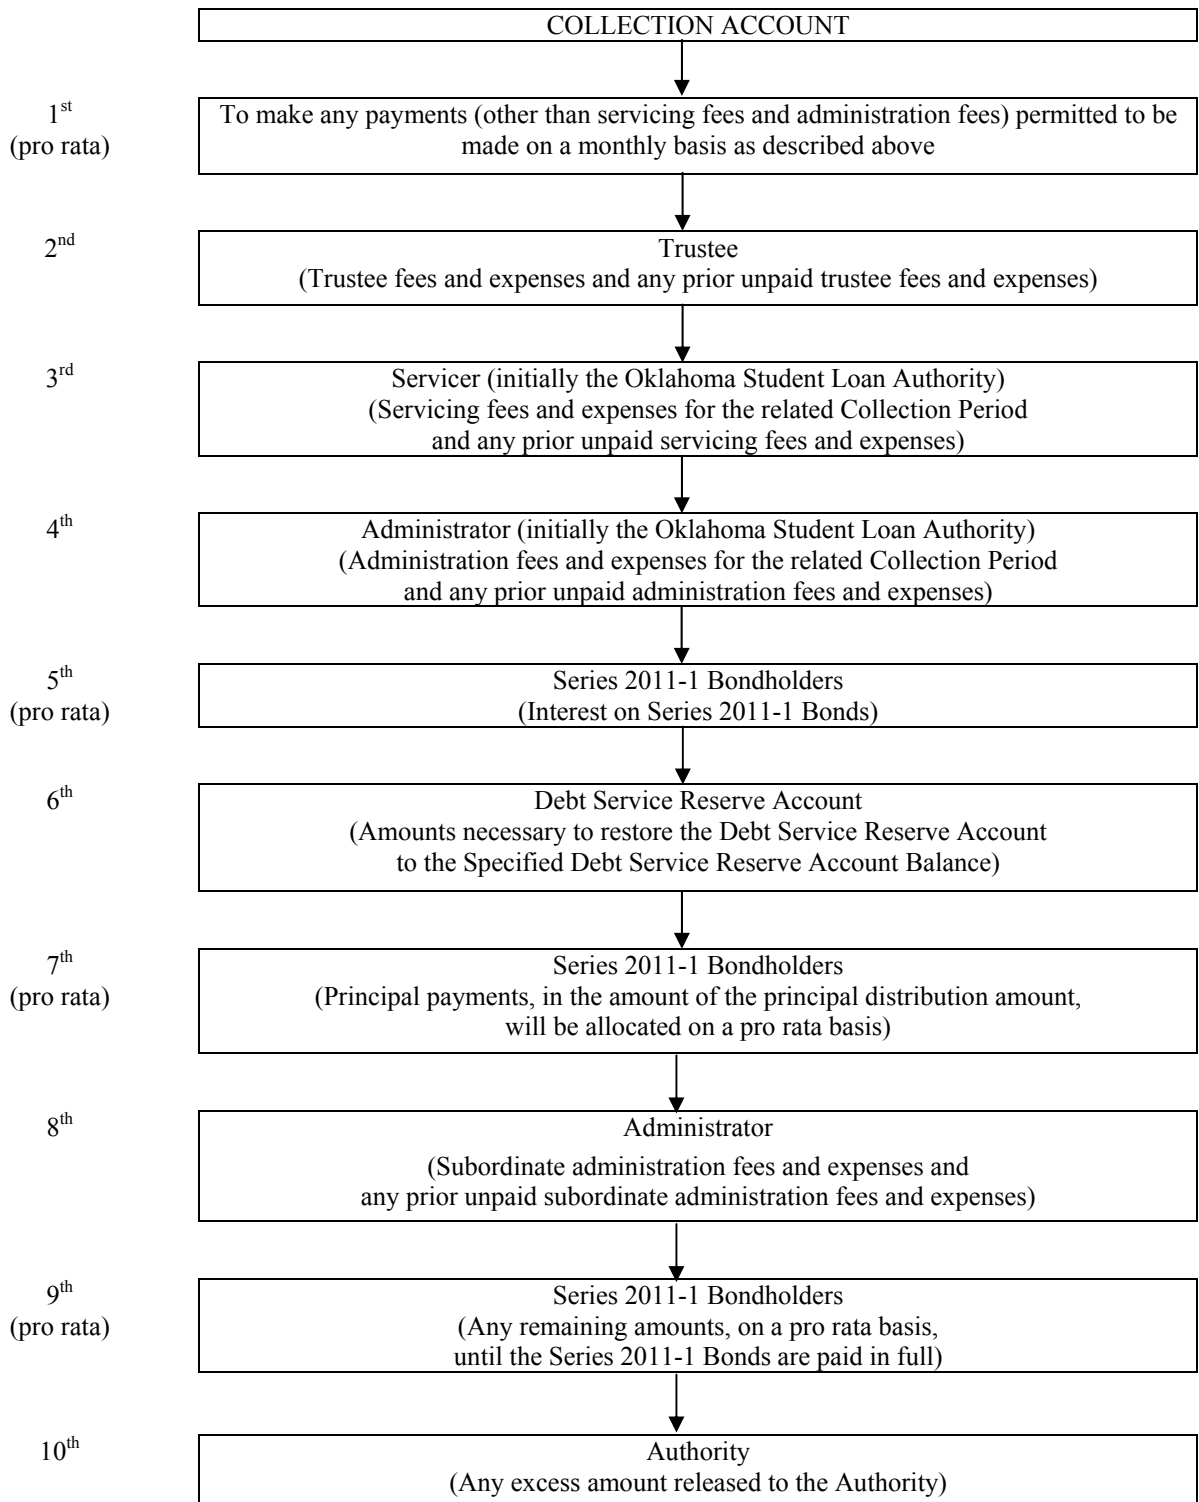 COLLECTION ACCOUNT
1st
(pro rata)
To make any payments (other than servicing fees and administration fees) permitted to be
made on a monthly basis as described above
2nd
Trustee
(Trustee fees and expenses and any prior unpaid trustee fees and expenses)
3rd
Servicer (initially the Oklahoma Student Loan Authority)
(Servicing fees and expenses for the related Collection Period
and any prior unpaid servicing fees and expenses)
4th
Administrator (initially the Oklahoma Student Loan Authority)
(Administration fees and expenses for the related Collection Period
and any prior unpaid administration fees and expenses)
5th
(pro rata)
Series 2011-1 Bondholders
(Interest on Series 2011-1 Bonds)
6th
Debt Service Reserve Account
(Amounts necessary to restore the Debt Service Reserve Account
to the Specified Debt Service Reserve Account Balance)
7th
(pro rata)
Series 2011-1 Bondholders
(Principal payments, in the amount of the principal distribution amount,
will be allocated on a pro rata basis)
8th
Administrator
(Subordinate administration fees and expenses and
any prior unpaid subordinate administration fees and expenses)
9th
(pro rata)
Series 2011-1 Bondholders
(Any remaining amounts, on a pro rata basis,
until the Series 2011-1 Bonds are paid in full)
10th
Authority
(Any excess amount released to the Authority)